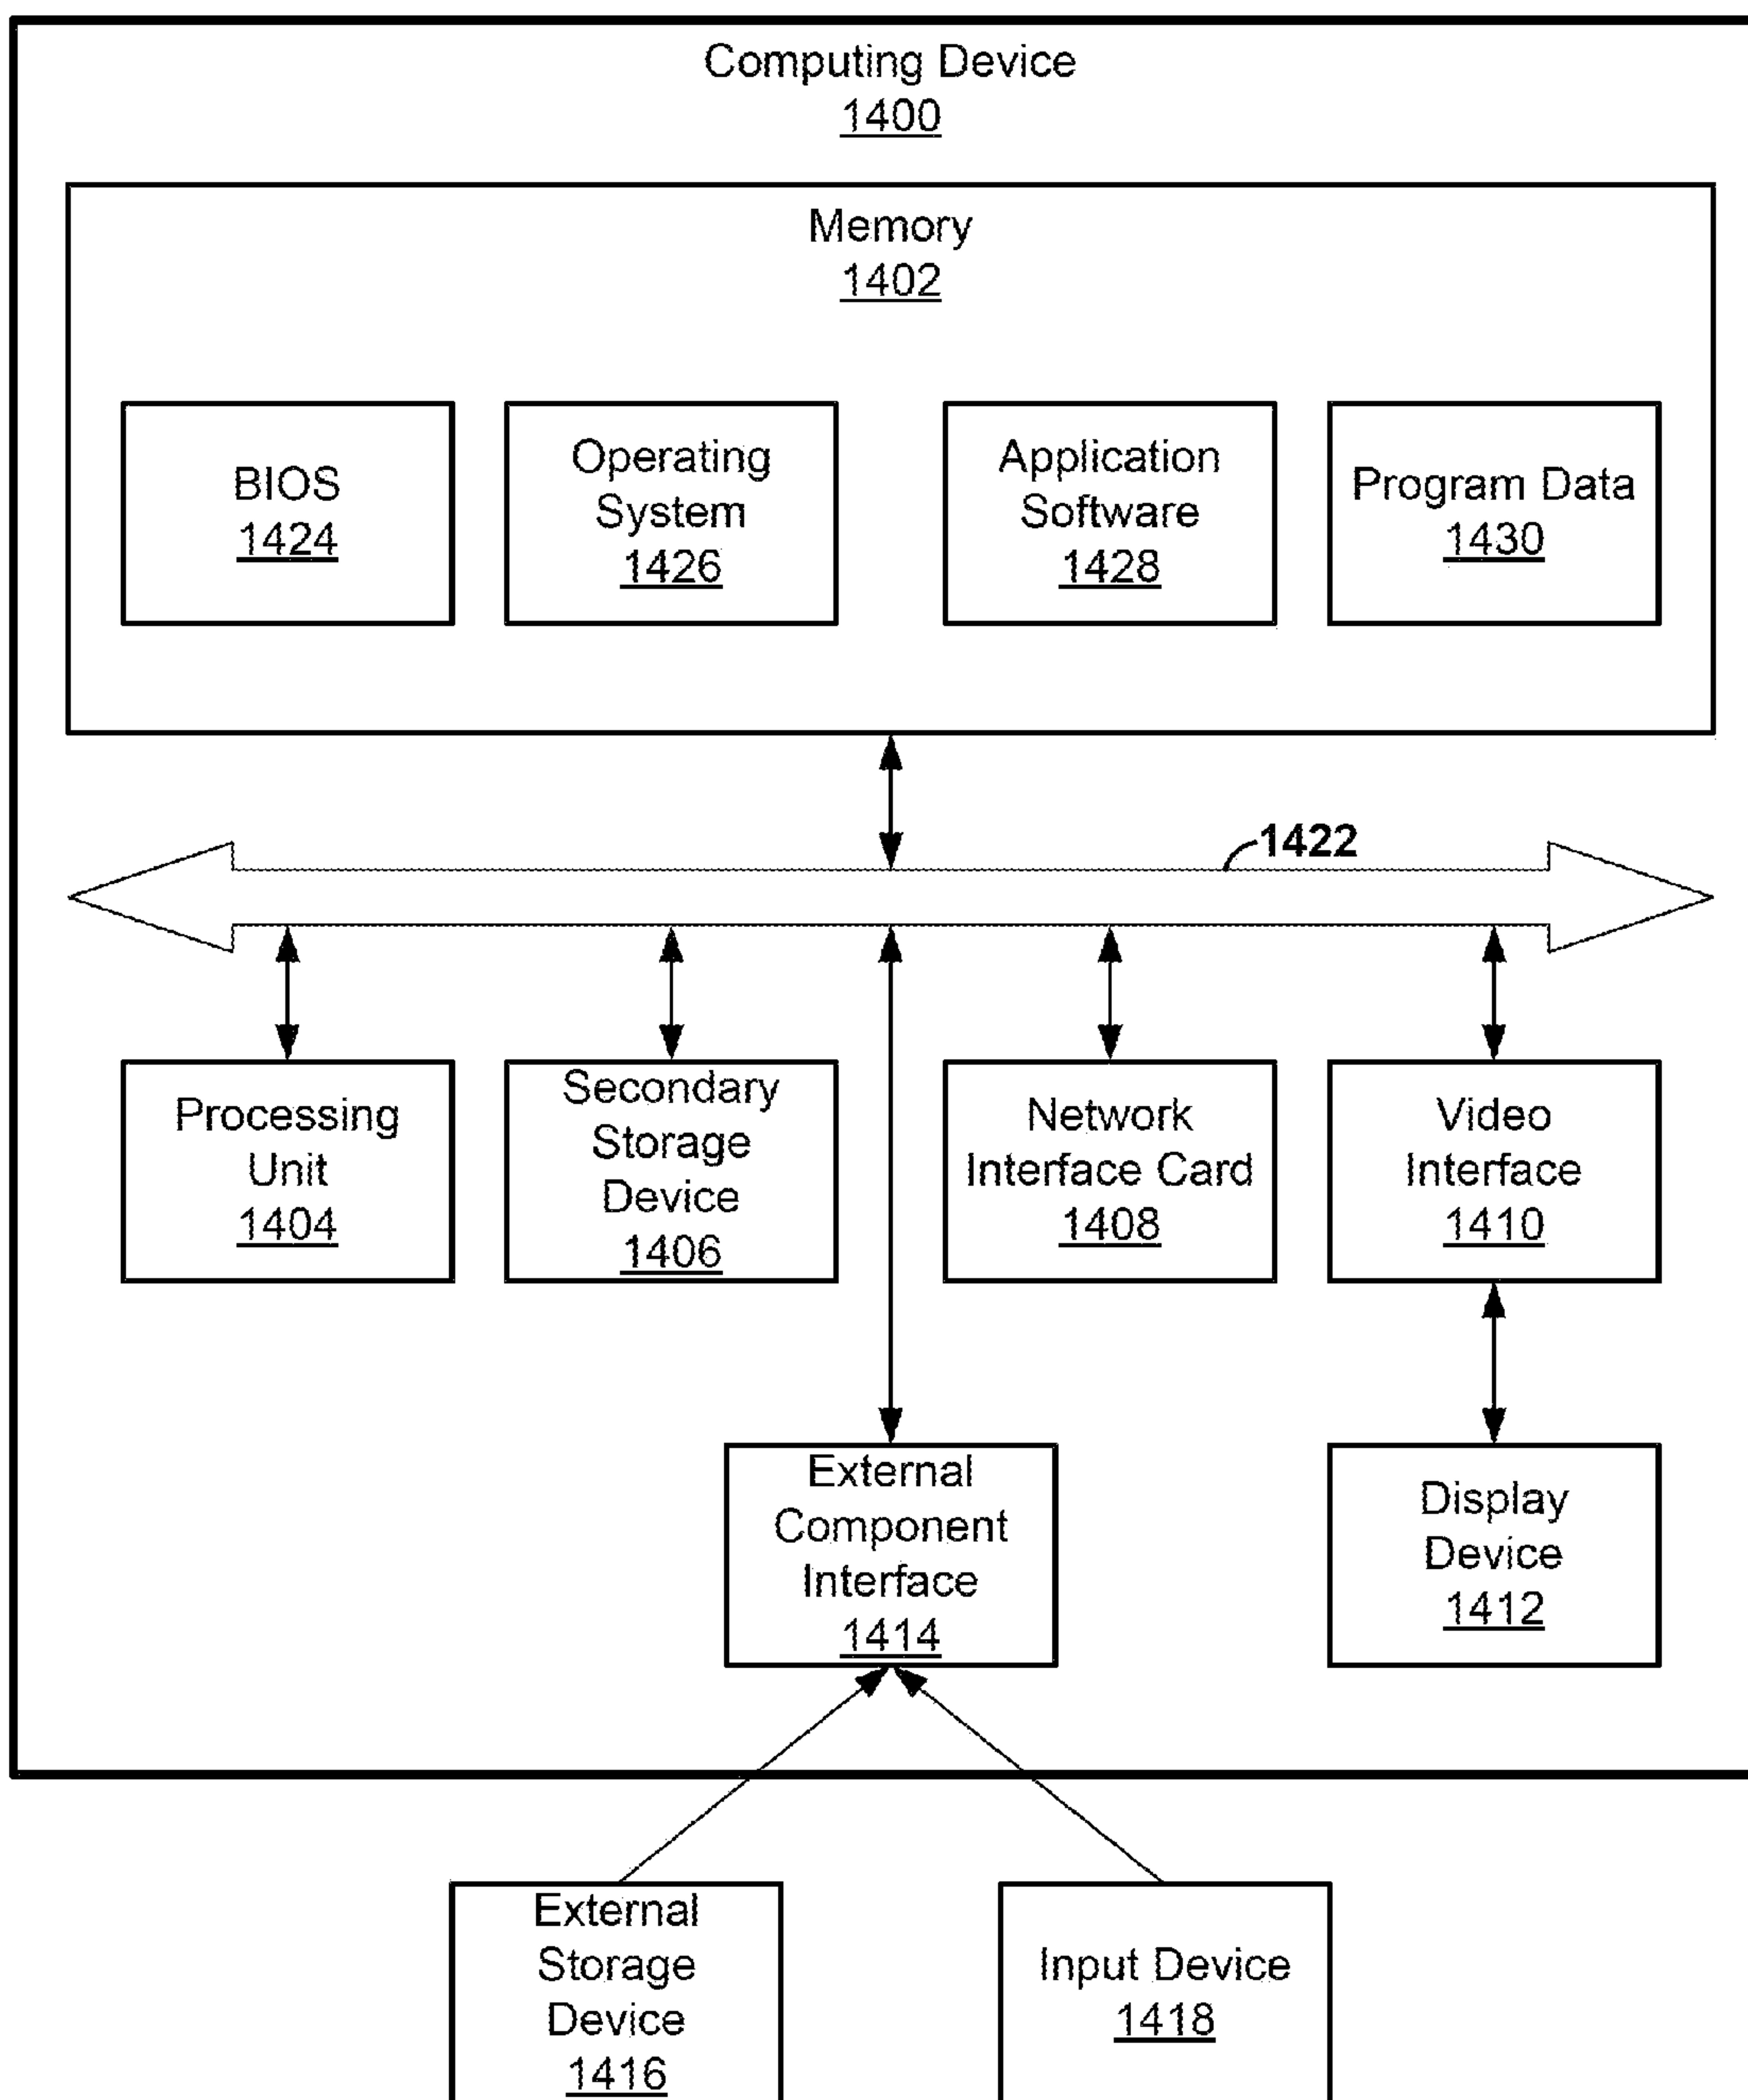 Computing Device
1400
Memory
1402
BIOS
1424
Operating
System
1426
Application
Software
1428
Program Data
1430
1422
Processing
Unit
1404
Secondary
Storage
Device
1406
Network
Interface Card
1408
Video
Interface
1410
External
Component
Interface
1414
Display
Device
1412
External
Storage
Device
1416
Input Device
1418